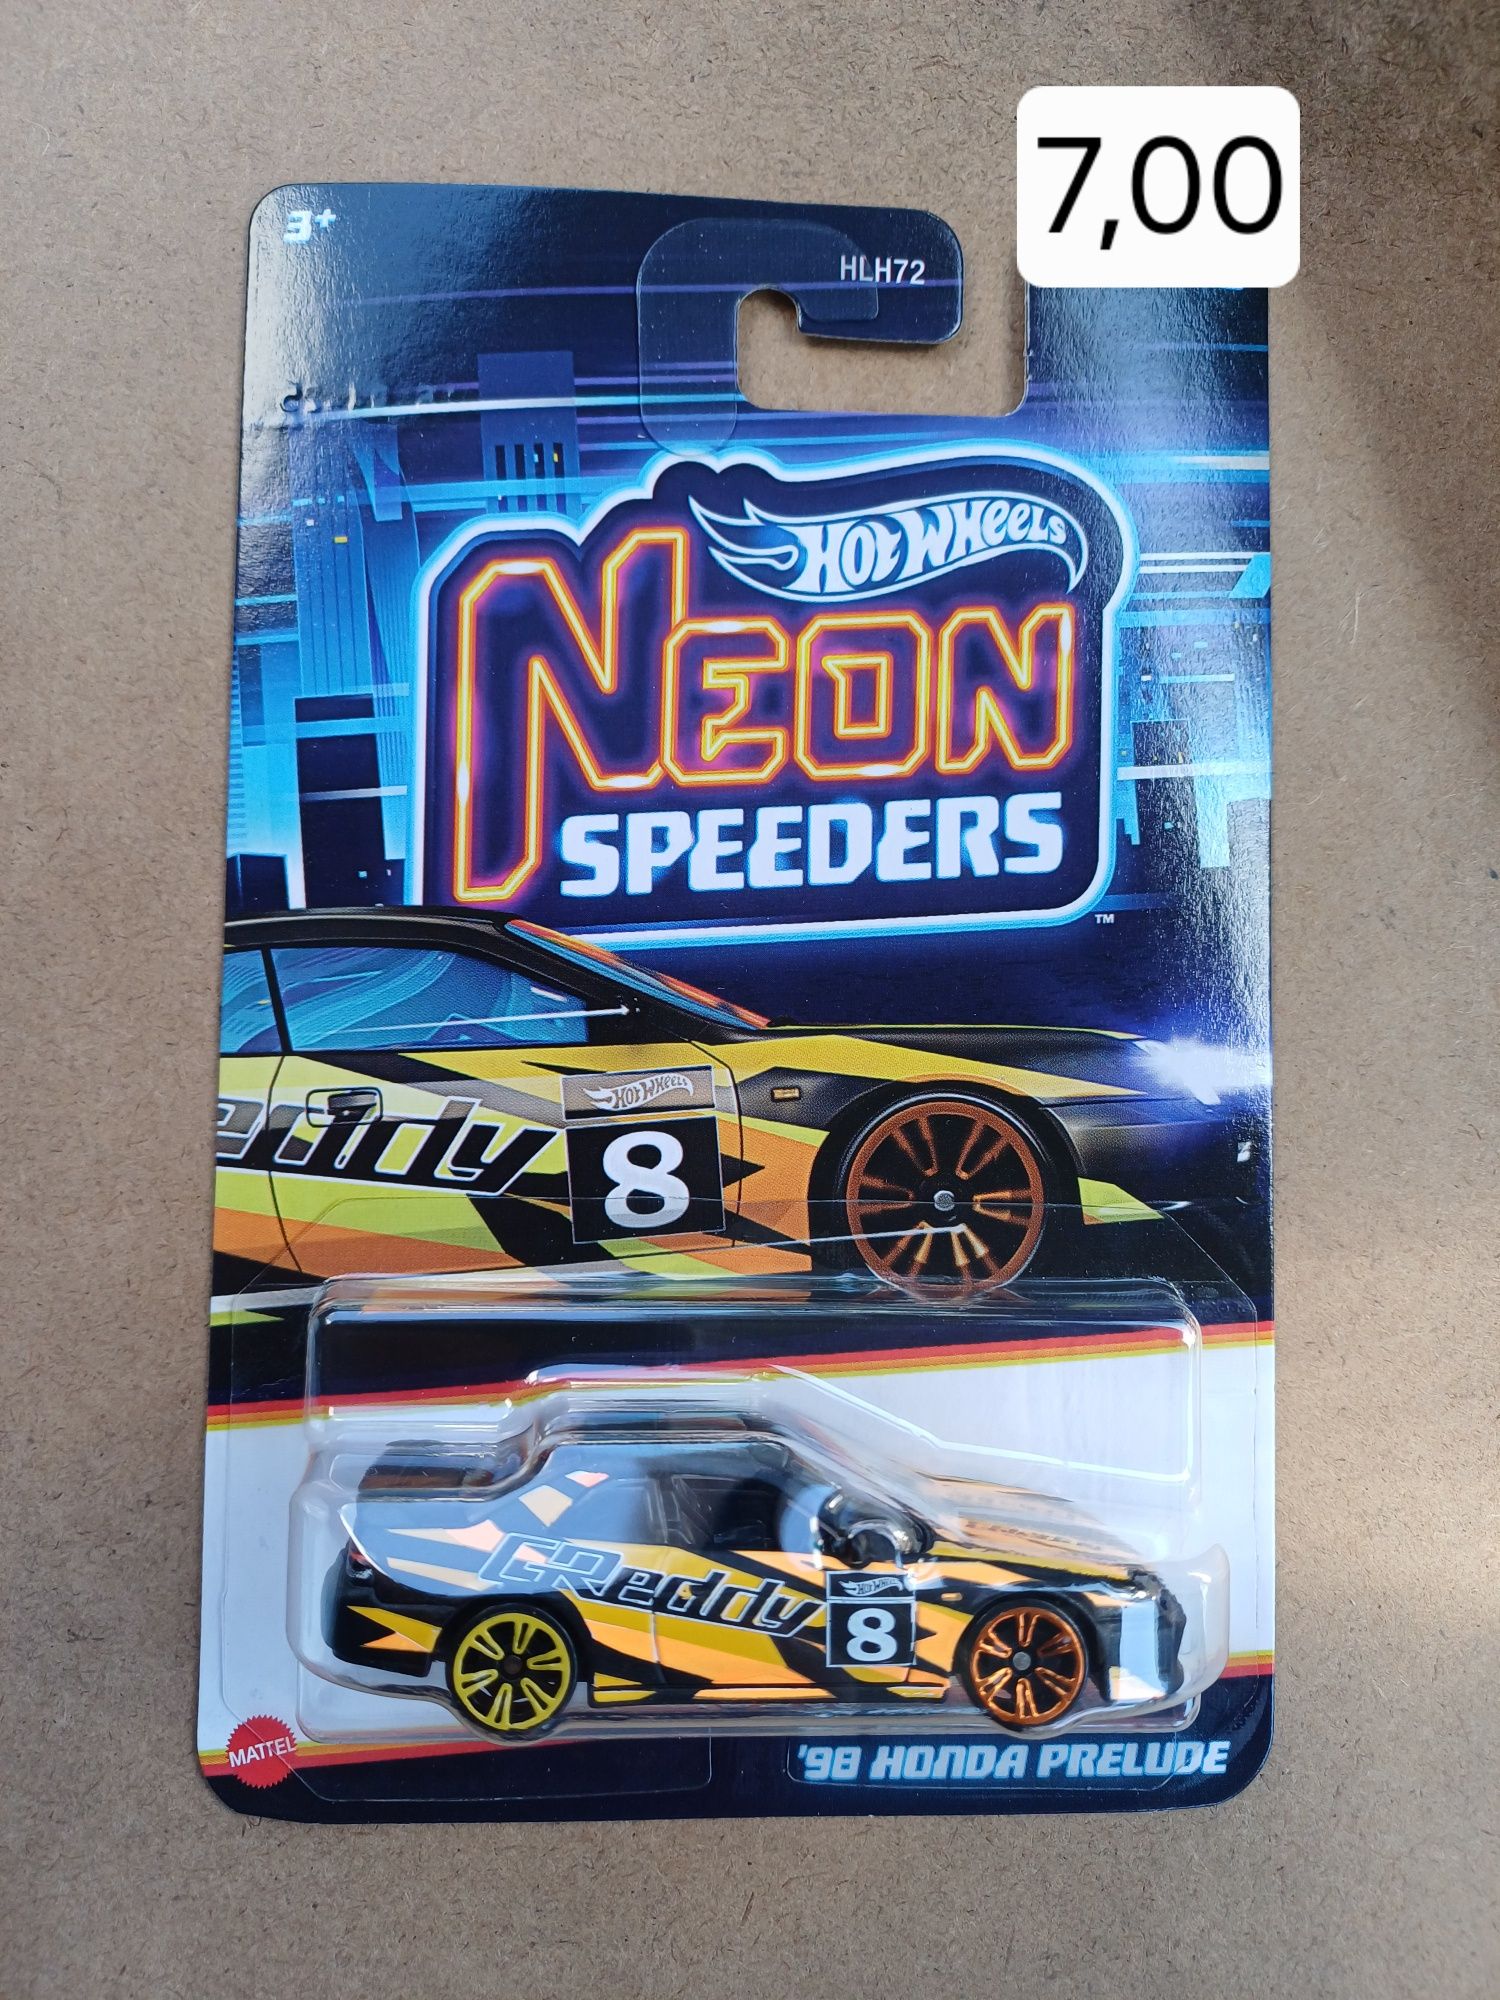 7,00
3+
HLH72
Hot Wheels
NEON
SPEEDERS
™
HOT WHEELS
eddy
8
GReddy
HOT WHEELS
8
MATTEL
'98 HONDA PRELUDE